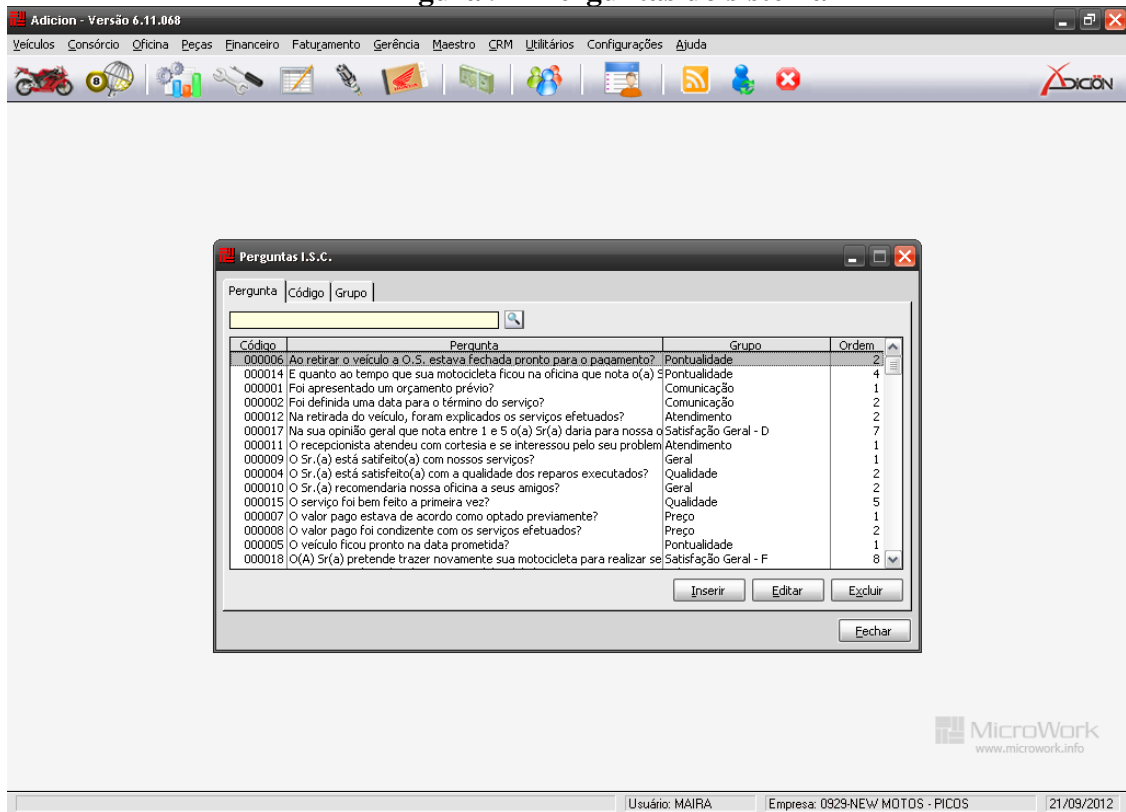 Adicion - Versão 6.11.068
Veículos Consórcio Oficina Peças Financeiro Faturamento Gerência Maestro CRM Utilitários Configurações Ajuda
8
ADICÖN
Perguntas I.S.C.
Pergunta Código Grupo
Código Pergunta Grupo Ordem
000006 Ao retirar o veículo a O.S. estava fechada pronto para o pagamento? Pontualidade 2
000014 E quanto ao tempo que sua motocicleta ficou na oficina que nota o(a) S Pontualidade 4
000001 Foi apresentado um orçamento prévio? Comunicação 1
000002 Foi definida uma data para o término do serviço? Comunicação 2
000012 Na retirada do veículo, foram explicados os serviços efetuados? Atendimento 2
000017 Na sua opinião geral que nota entre 1 e 5 o(a) Sr(a) daria para nossa o Satisfação Geral - D 7
000011 O recepcionista atendeu com cortesia e se interessou pelo seu problem Atendimento 1
000009 O Sr.(a) está satifeito(a) com nossos serviços? Geral 1
000004 O Sr.(a) está satisfeito(a) com a qualidade dos reparos executados? Qualidade 2
000010 O Sr.(a) recomendaria nossa oficina a seus amigos? Geral 2
000015 O serviço foi bem feito a primeira vez? Qualidade 5
000007 O valor pago estava de acordo como optado previamente? Preço 1
000008 O valor pago foi condizente com os serviços efetuados? Preço 2
000005 O veículo ficou pronto na data prometida? Pontualidade 1
000018 O(A) Sr(a) pretende trazer novamente sua motocicleta para realizar se Satisfação Geral - F 8
Inserir Editar Excluir
Fechar
MicroWork
www.microwork.info
Usuário: MAIRA Empresa: 0929-NEW MOTOS - PICOS 21/09/2012